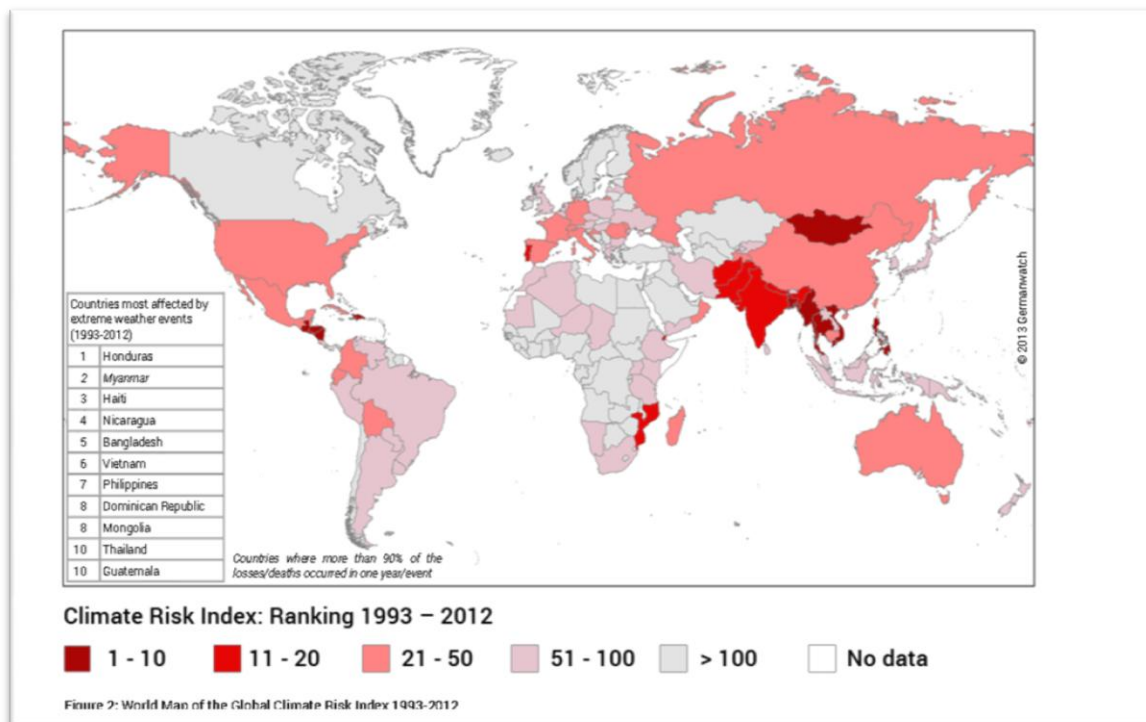 Countries most affected by
extreme weather events
(1993-2012)
1 Honduras
2 Myanmar
3 Haiti
4 Nicaragua
5 Bangladesh
6 Vietnam
7 Philippines
8 Dominican Republic
8 Mongolia
10 Thailand
10 Guatemala
Countries where more than 90% of the
losses/deaths occurred in one year/event
© 2013 Germanwatch
Climate Risk Index: Ranking 1993 – 2012
1 - 10 11 - 20 21 - 50 51 - 100 > 100 No data
Figure 2: World Map of the Global Climate Risk Index 1993-2012